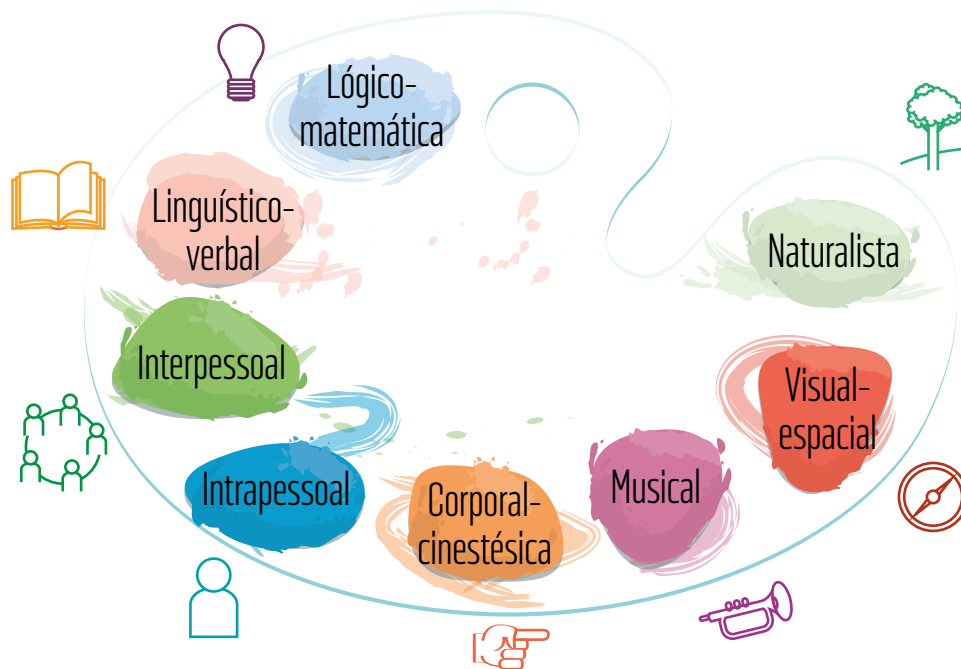 Lógico-
matemática
Linguístico-
verbal
Naturalista
Interpessoal
Visual-
espacial
Intrapessoal
Corporal-
cinestésica
Musical